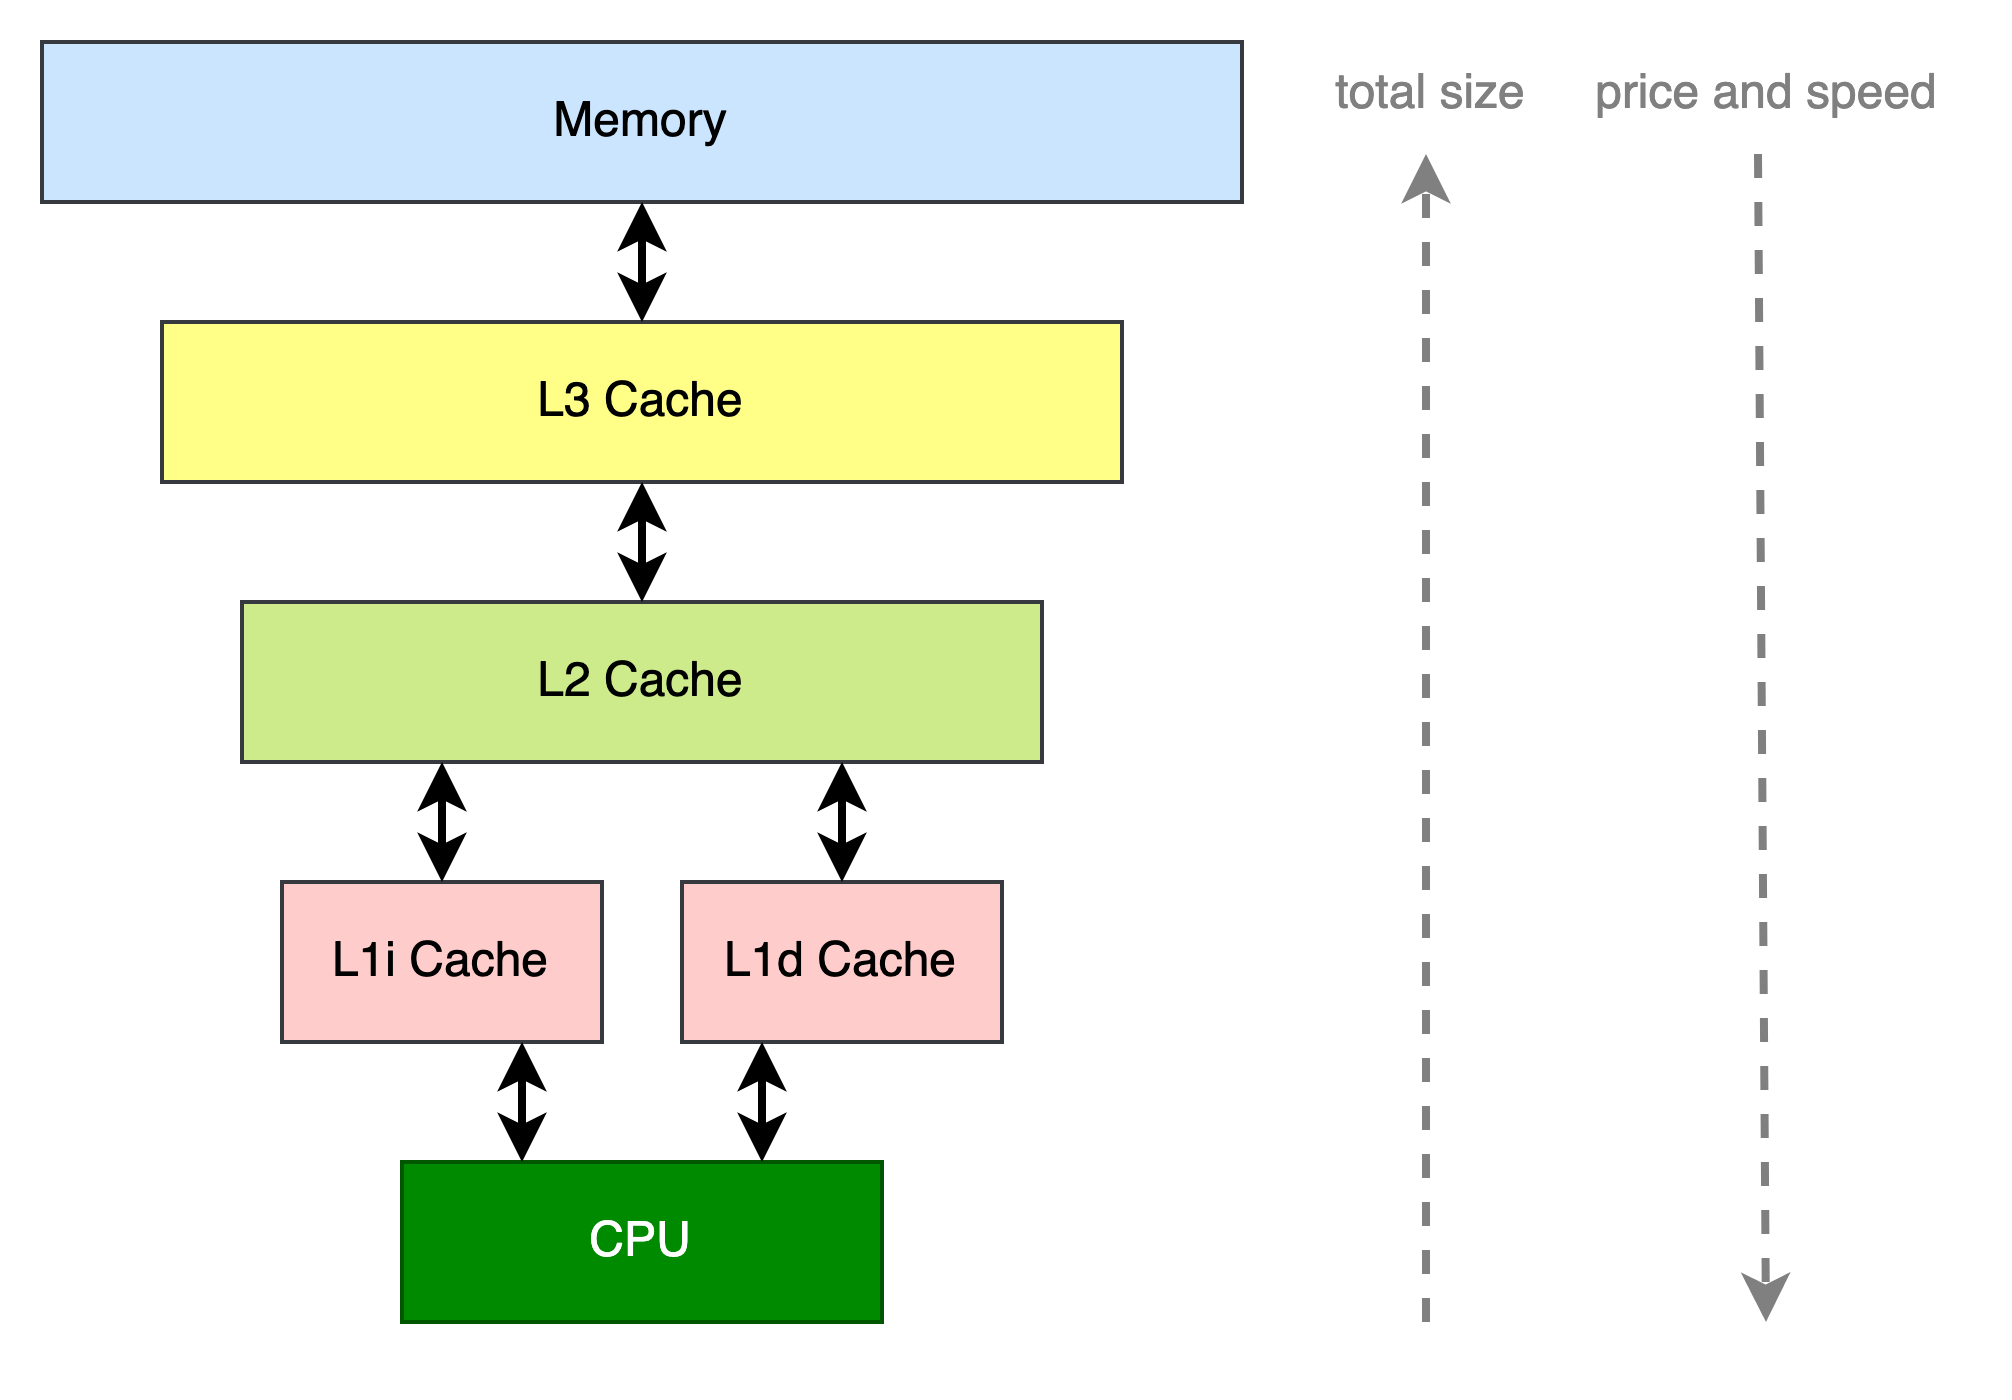 Memory
total size
price and speed
L3 Cache
L2 Cache
L1i Cache
L1d Cache
CPU